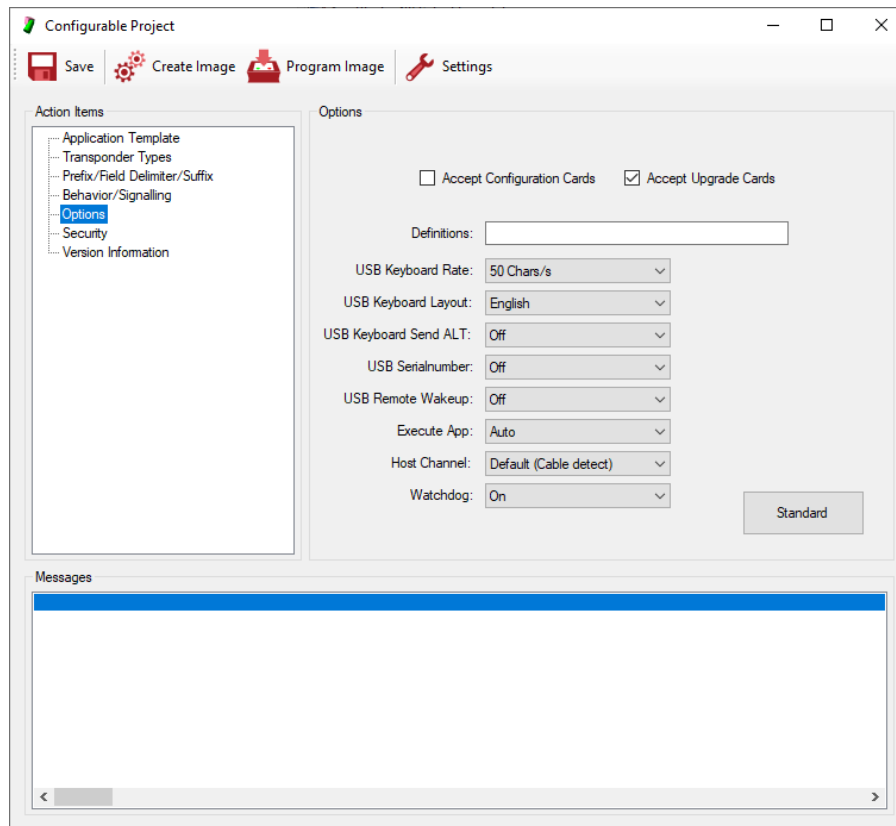 Configurable Project
Save Create Image Program Image Settings
Action Items
Application Template
Transponder Types
Prefix/Field Delimiter/Suffix
Behavior/Signalling
Options
Security
Version Information
Options
Accept Configuration Cards Accept Upgrade Cards
Definitions:
USB Keyboard Rate: 50 Chars/s
USB Keyboard Layout: English
USB Keyboard Send ALT: Off
USB Serialnumber: Off
USB Remote Wakeup: Off
Execute App: Auto
Host Channel: Default (Cable detect)
Watchdog: On
Standard
Messages